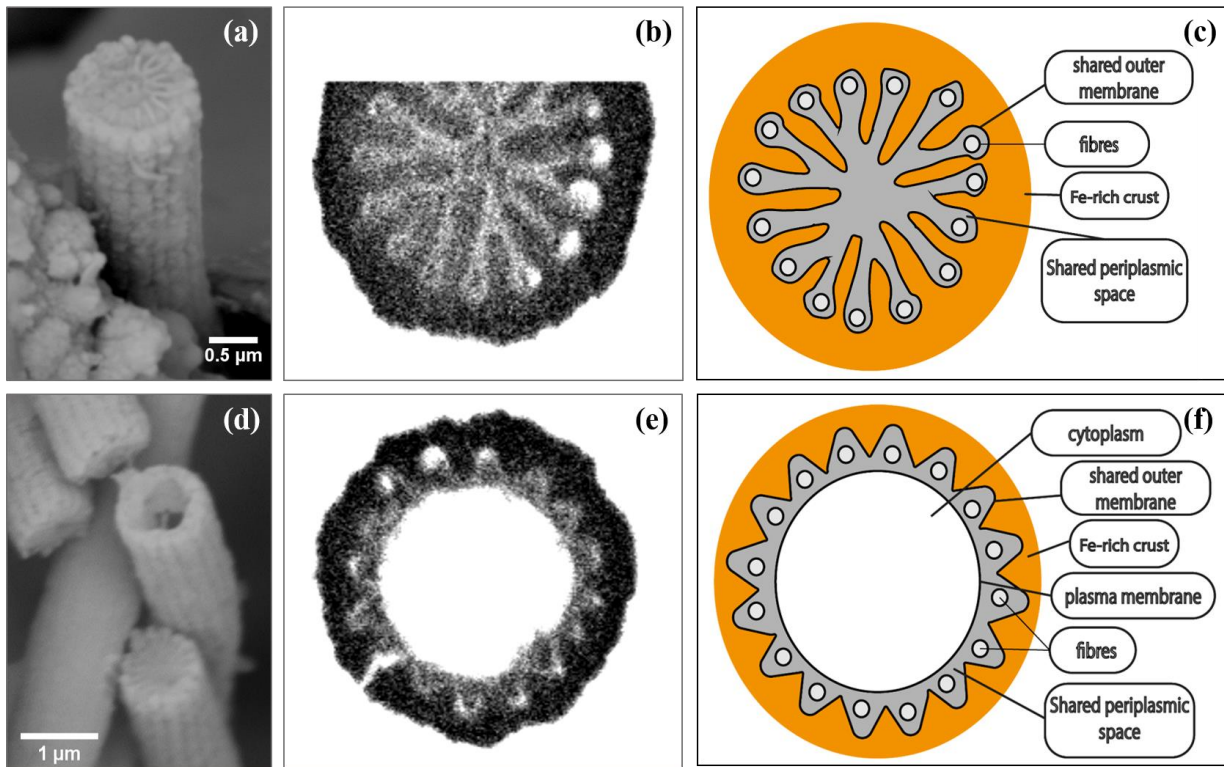 (a)
0.5 µm
(b)
(c)
shared outer
membrane
fibres
Fe-rich crust
Shared periplasmic
space
(d)
1 µm
(e)
(f)
cytoplasm
shared outer
membrane
Fe-rich crust
plasma membrane
fibres
Shared periplasmic
space